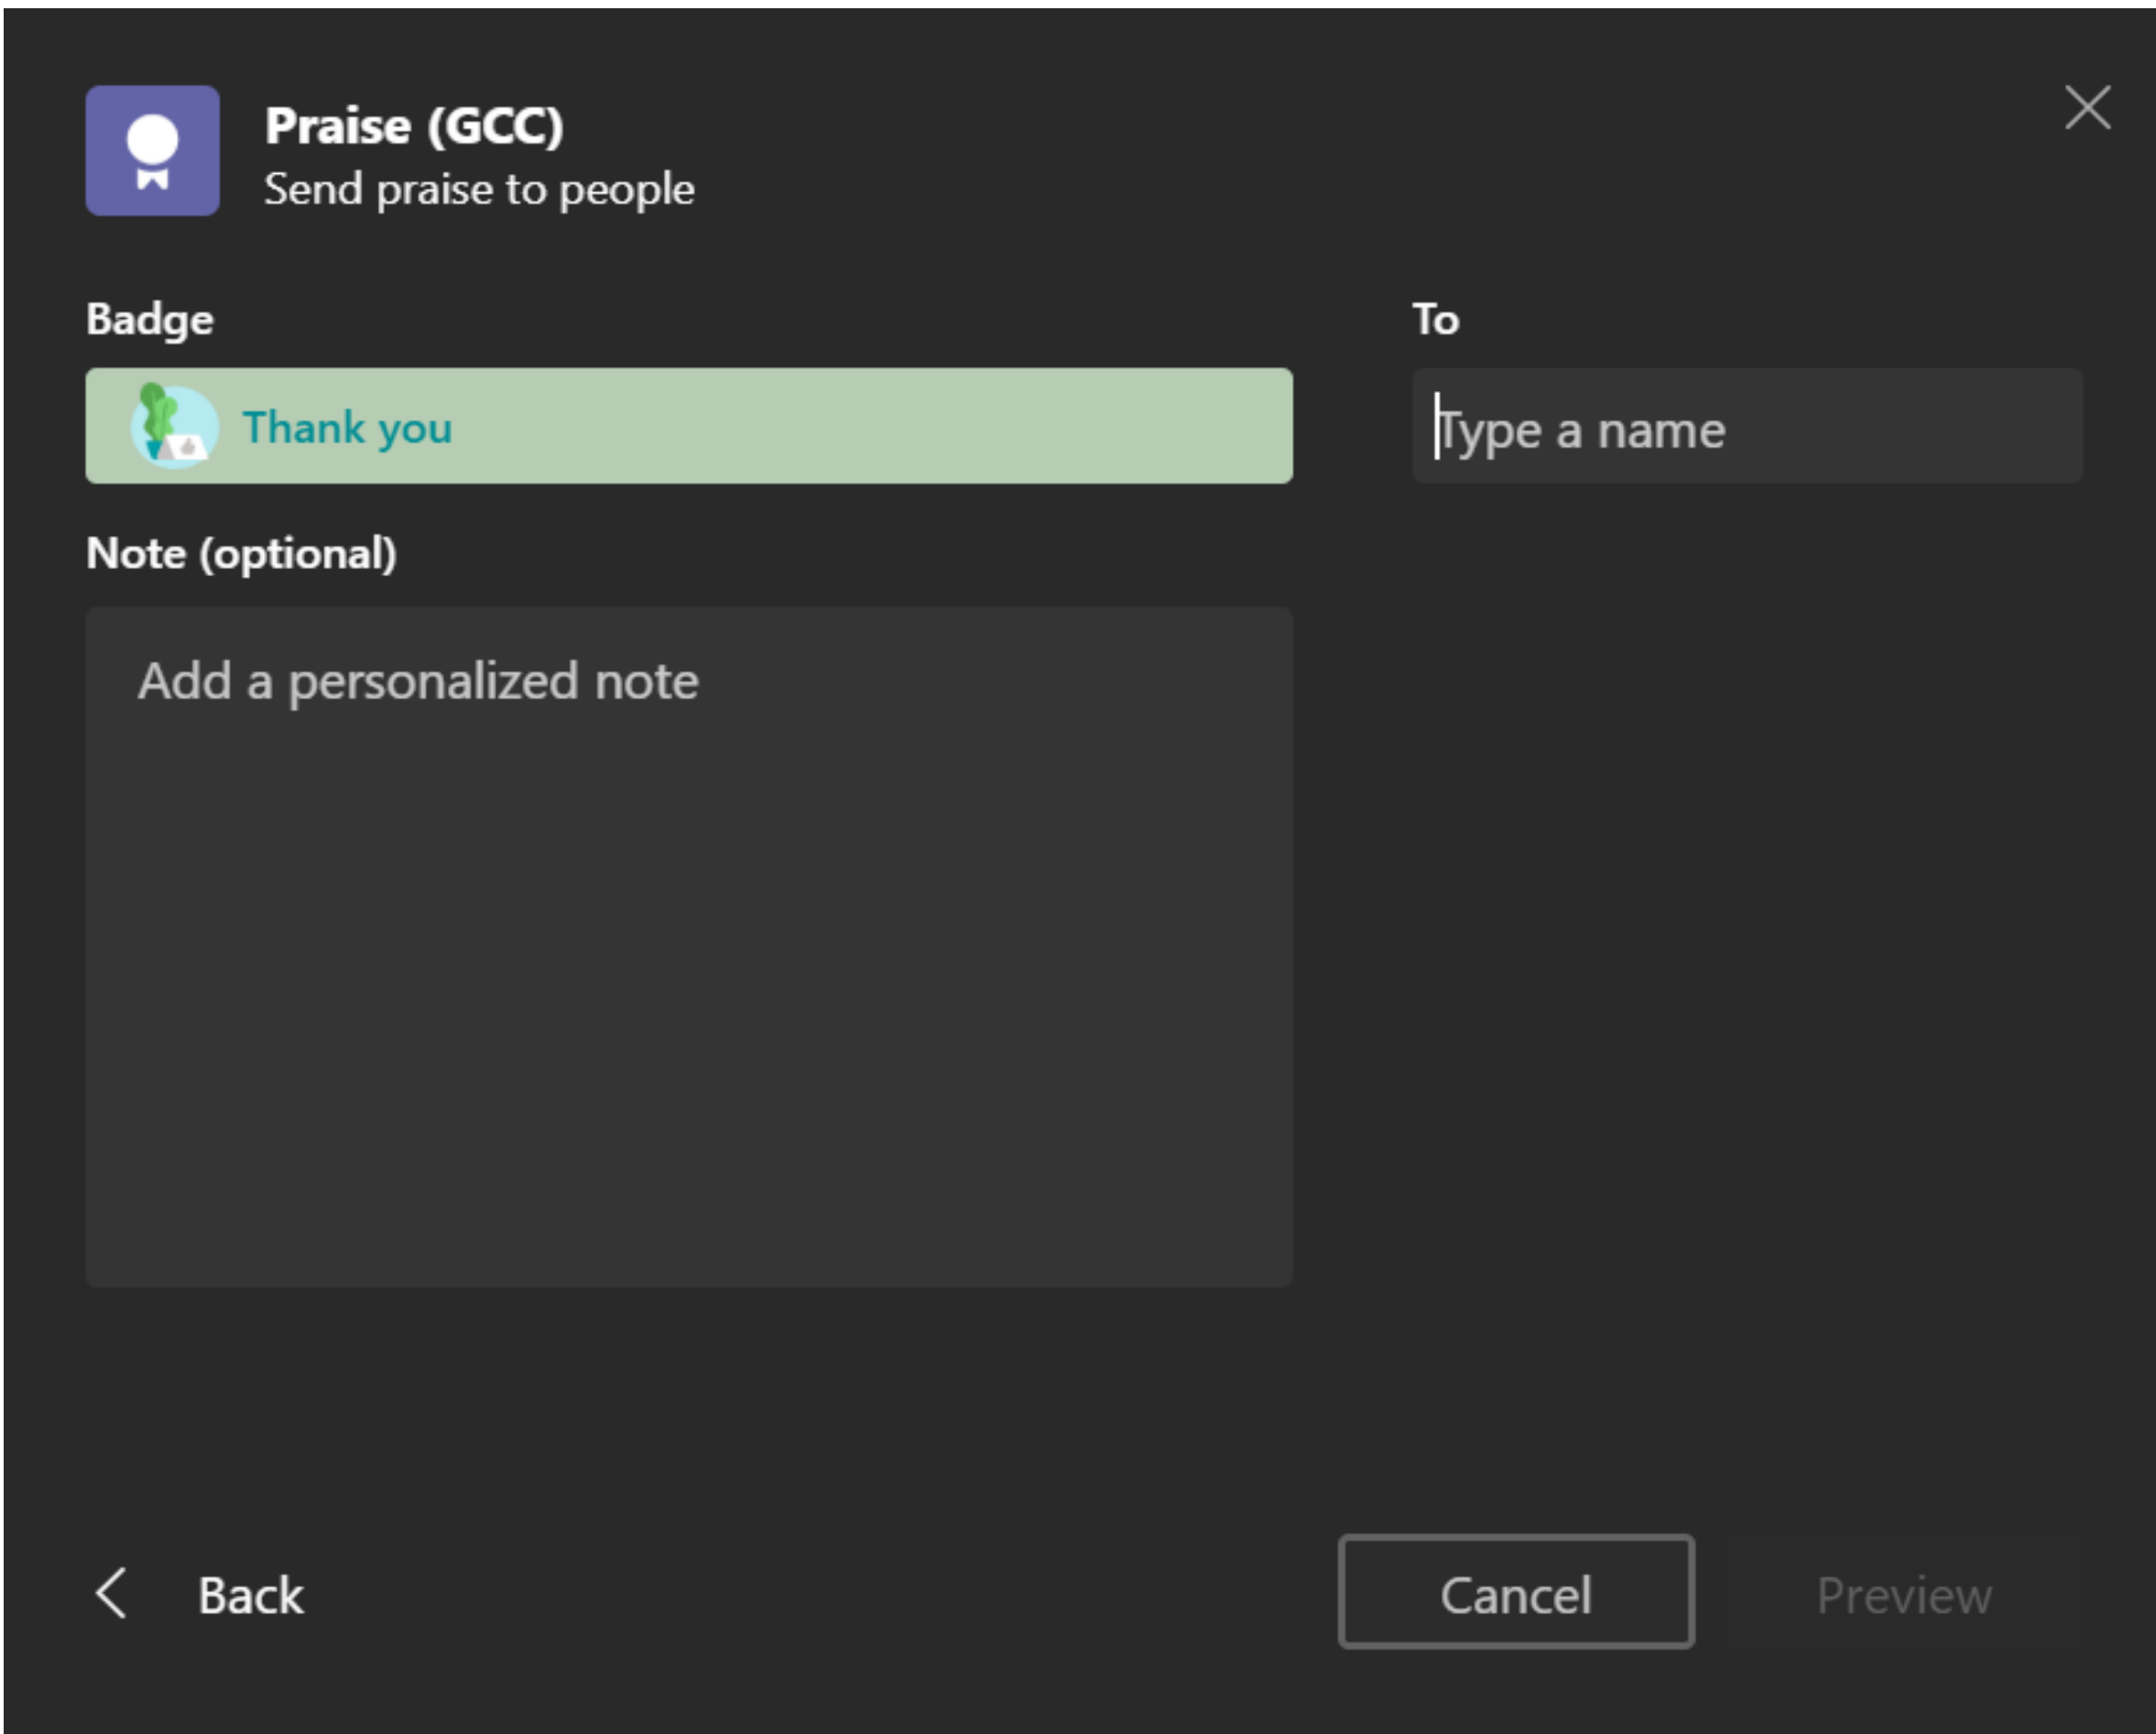 Praise (GCC)
Send praise to people
Badge
Thank you
To
Type a name
Note (optional)
Add a personalized note
Back
Cancel
Preview